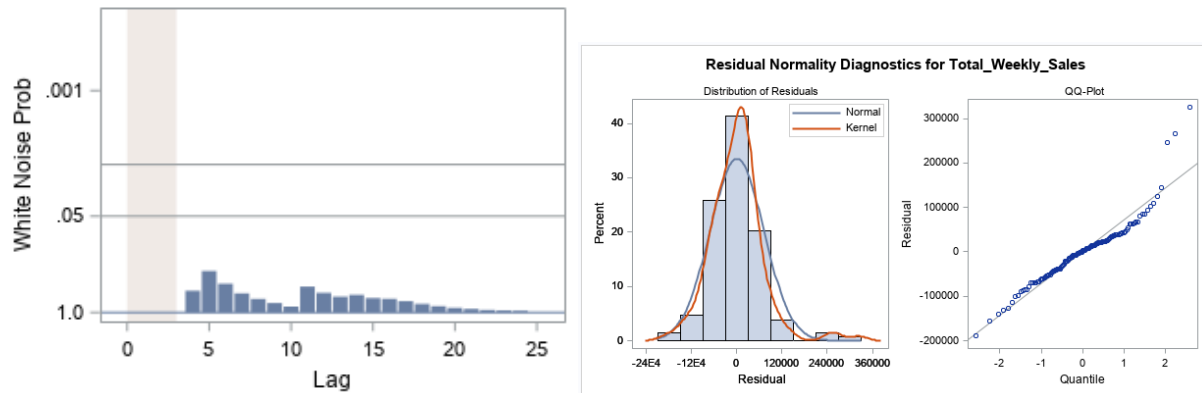 White Noise Prob
.001
.05
1.0
0 5 10 15 20 25
Lag
Residual Normality Diagnostics for Total_Weekly_Sales
Distribution of Residuals
Normal
Kernel
Percent
40
30
20
10
0
-24E4 -12E4 0 120000 240000 360000
Residual
QQ-Plot
Residual
300000
200000
100000
0
-100000
-200000
-2 -1 0 1 2
Quantile